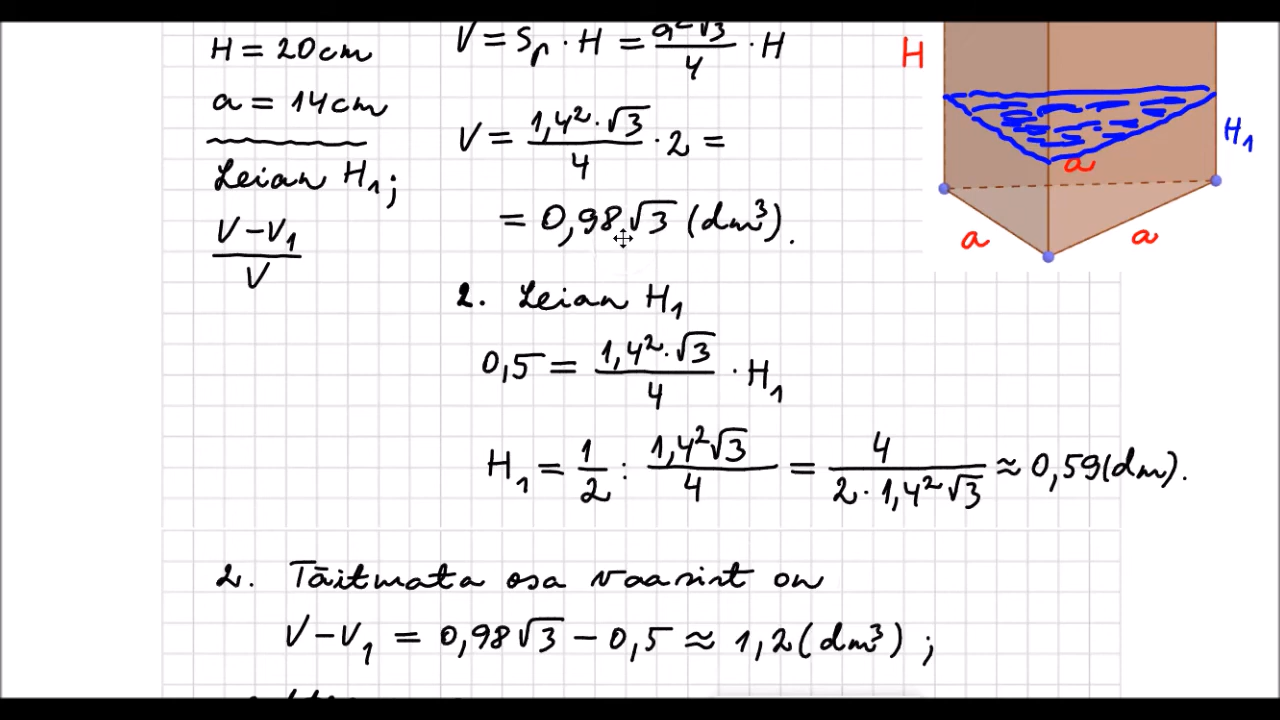 H = 20cm
a = 14cm
Leian H₁;
V-V₁/V
V = Sₚ · H = a²√3/4 · H
V = 1,4²·√3/4 · 2 =
= 0,98√3 (dm³).
2. Leian H₁
0,5 = 1,4²·√3/4 · H₁
H₁ = 1/2 : 1,4²√3/4 = 4/2·1,4²√3 ≈ 0,59(dm).
2. Täitmata osa vaasist on
V-V₁ = 0,98√3 - 0,5 ≈ 1,2(dm³);
H
H₁
a
a
a